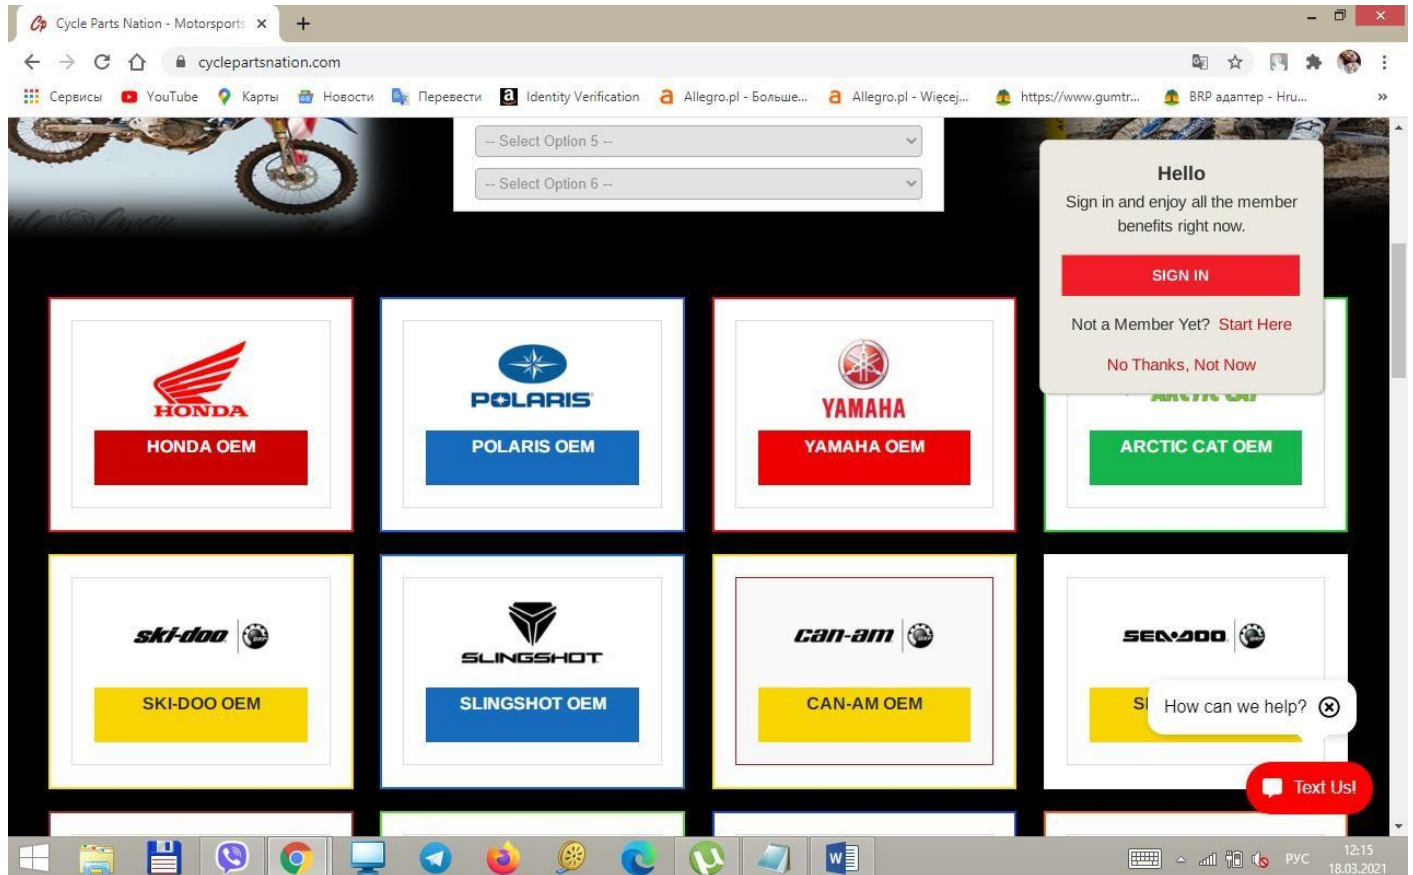 Cycle Parts Nation - Motorsports
cyclepartsnation.com
Сервисы YouTube Карты Новости Перевести Identity Verification Allegro.pl - Больше... Allegro.pl - Więcej... https://www.gumtr... BRP адаптер - Hru...
-- Select Option 5 --
-- Select Option 6 --
Hello
Sign in and enjoy all the member
benefits right now.
SIGN IN
Not a Member Yet? Start Here
No Thanks, Not Now
HONDA
HONDA OEM
POLARIS
POLARIS OEM
YAMAHA
YAMAHA OEM
ARCTIC CAT
ARCTIC CAT OEM
ski-doo
SKI-DOO OEM
SLINGSHOT
SLINGSHOT OEM
can-am
CAN-AM OEM
SEA-DOO
How can we help?
Text Us!
РУС
12:15
18.03.2021